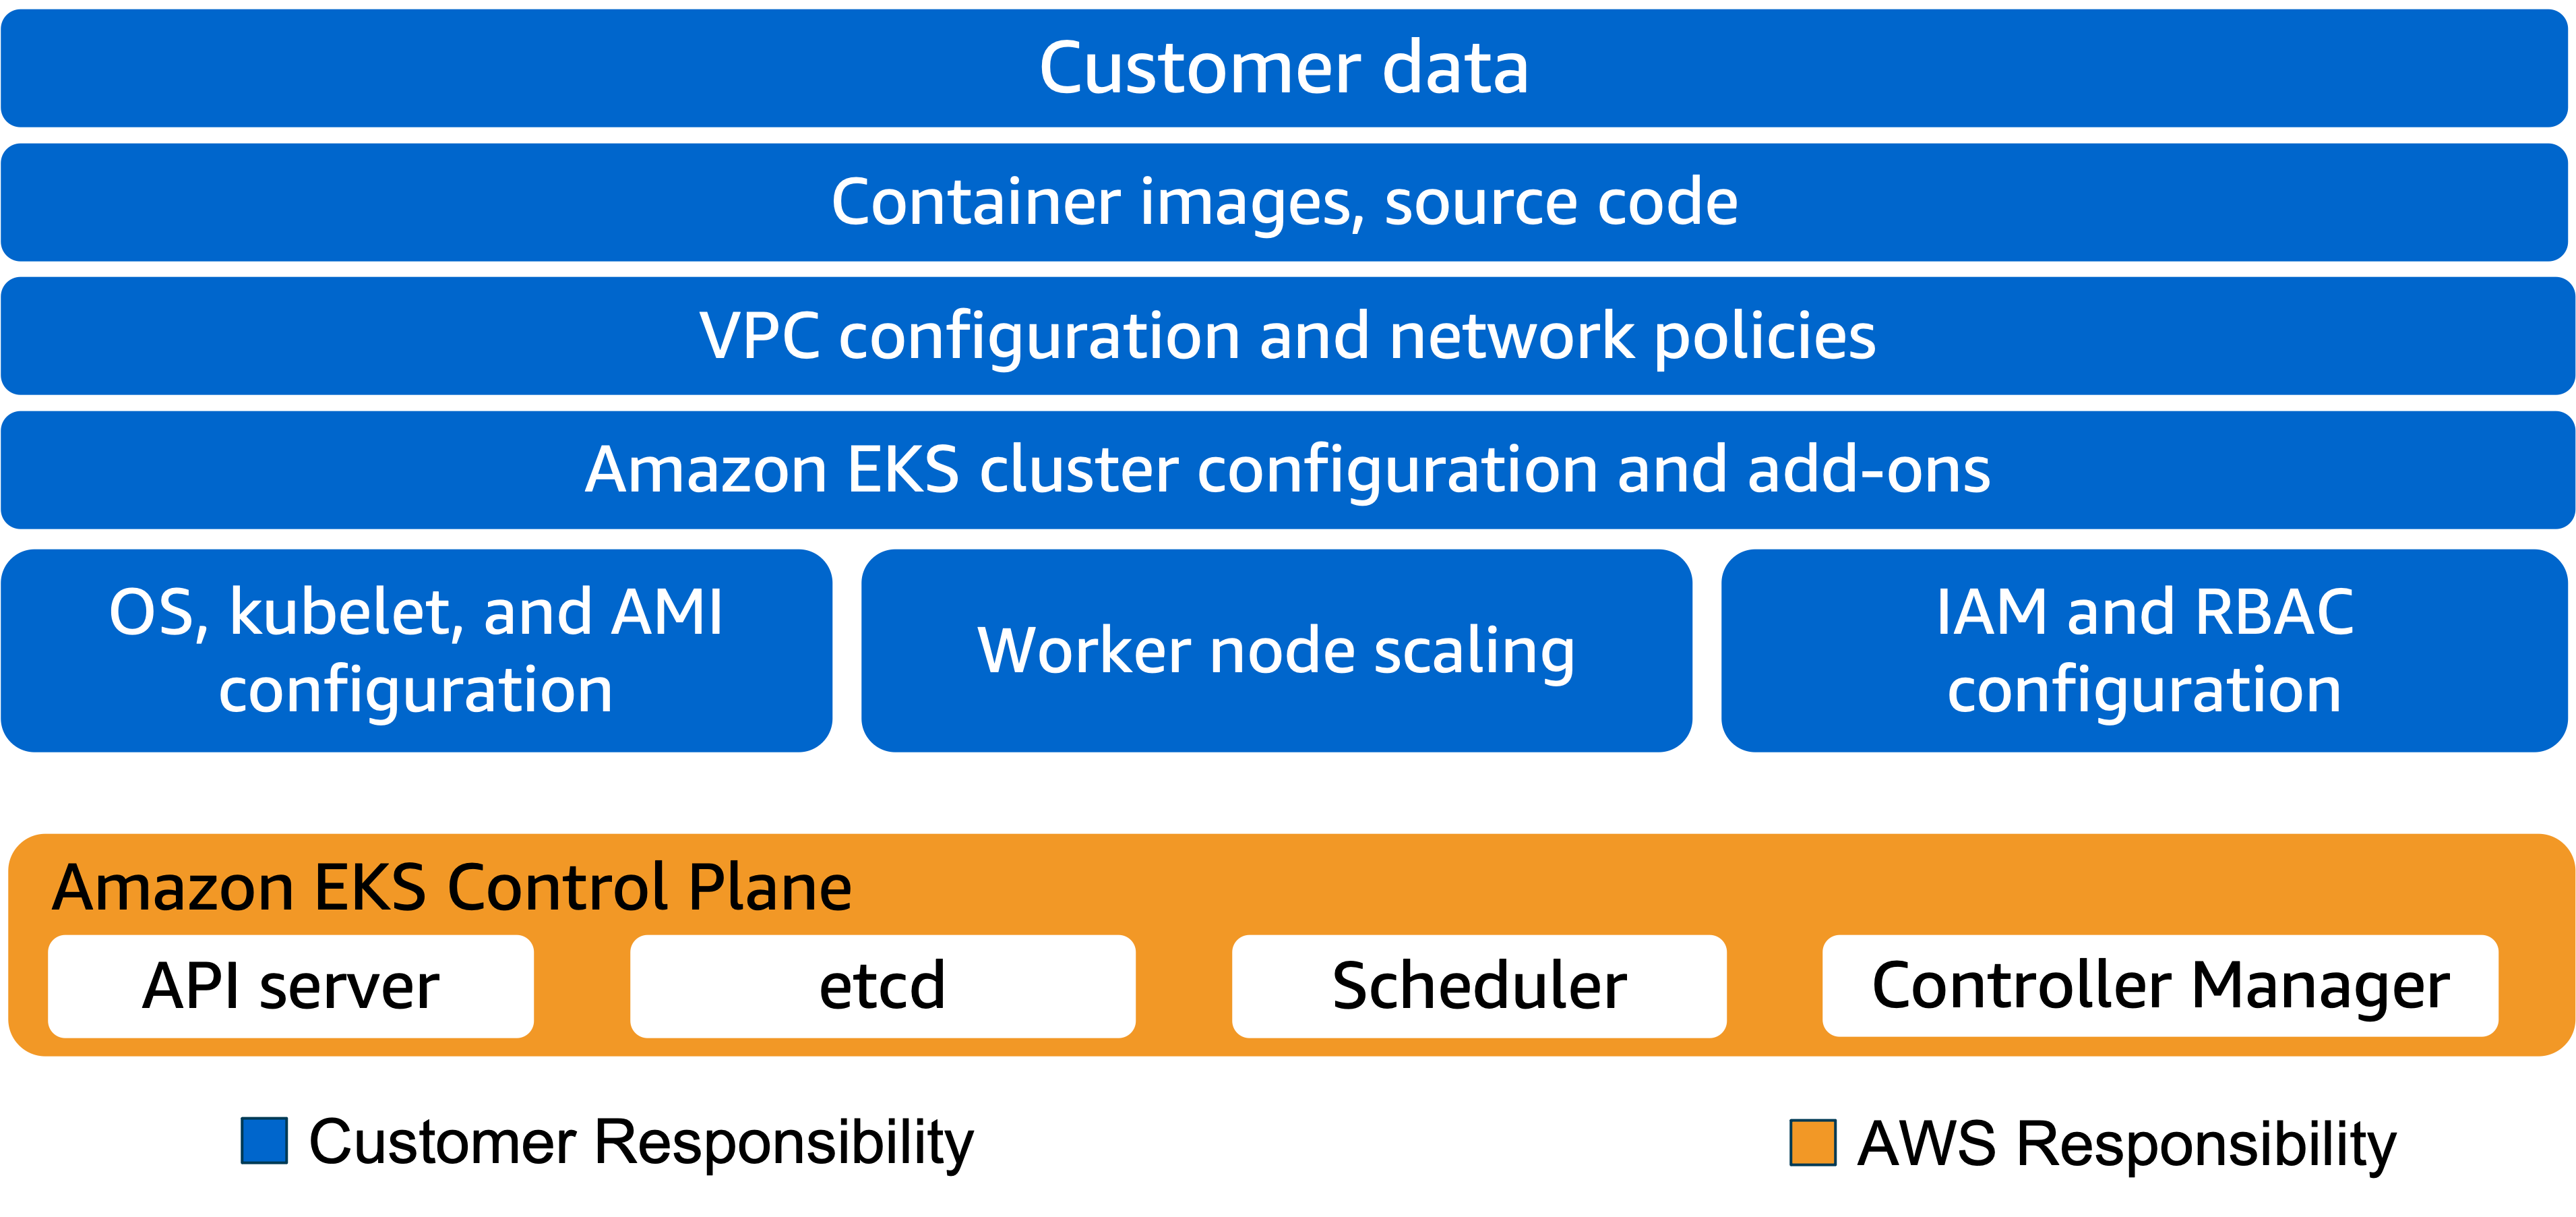 Customer data
Container images, source code
VPC configuration and network policies
Amazon EKS cluster configuration and add-ons
OS, kubelet, and AMI
configuration
Worker node scaling
IAM and RBAC
configuration
Amazon EKS Control Plane
API server
etcd
Scheduler
Controller Manager
Customer Responsibility
AWS Responsibility